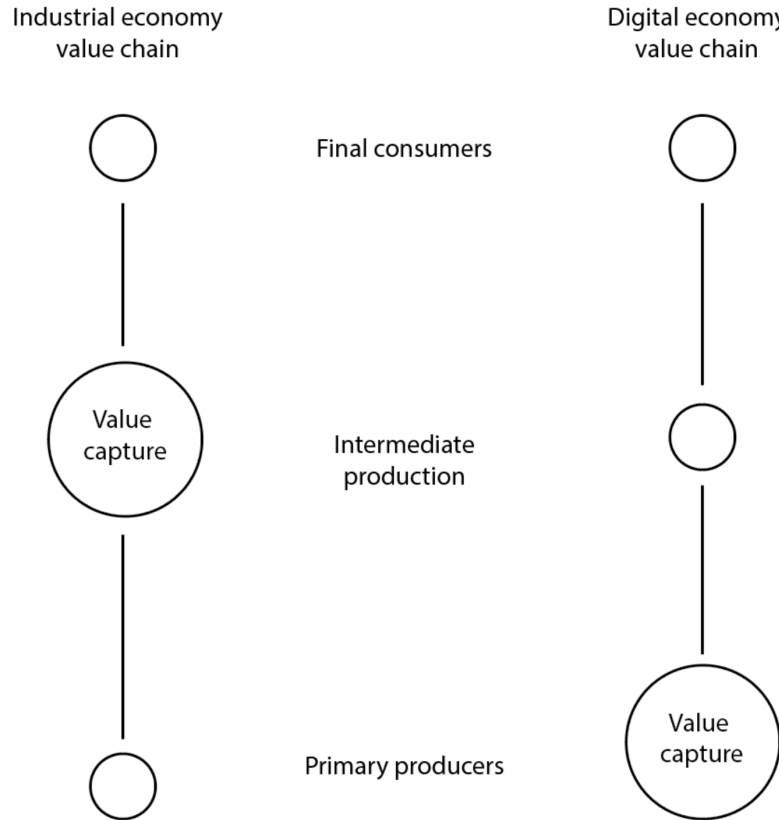 Industrial economy
value chain
Digital economy
value chain
Final consumers
Value
capture
Intermediate
production
Primary producers
Value
capture